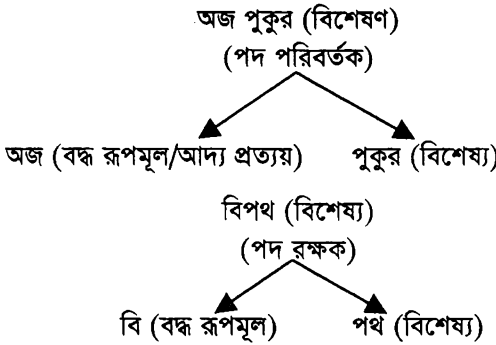 অজ পুকুর (বিশেষণ)
(পদ পরিবর্তক)
অজ (বদ্ধ রূপমূল/আদ্য প্রত্যয়) পুকুর (বিশেষ্য)
বিপথ (বিশেষ্য)
(পদ রক্ষক)
বি (বদ্ধ রূপমূল) পথ (বিশেষ্য)